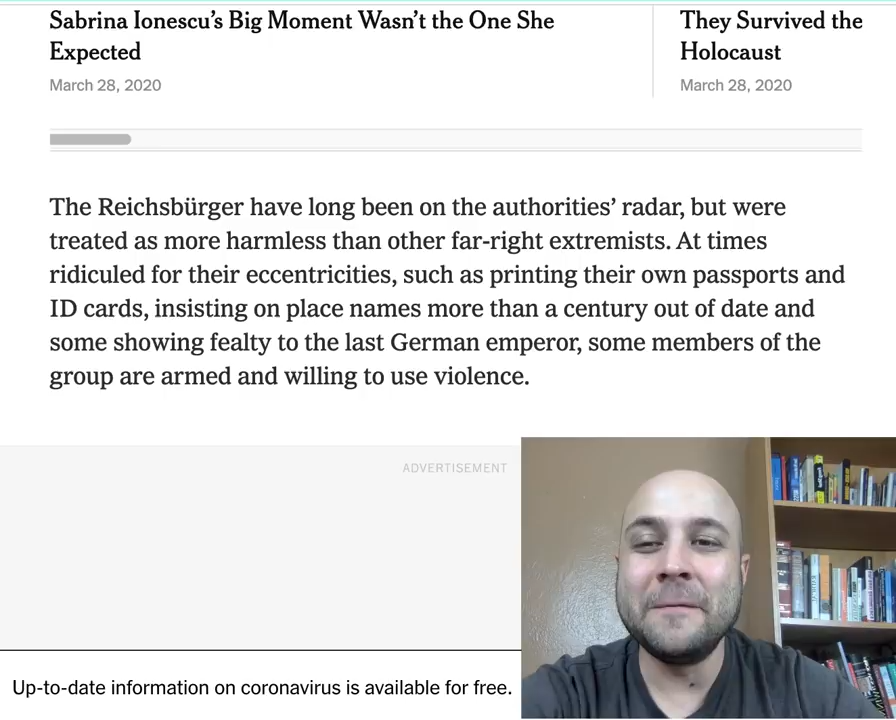 Sabrina Ionescu’s Big Moment Wasn’t the One She
Expected
March 28, 2020
They Survived the
Holocaust
March 28, 2020
The Reichsbürger have long been on the authorities’ radar, but were
treated as more harmless than other far-right extremists. At times
ridiculed for their eccentricities, such as printing their own passports and
ID cards, insisting on place names more than a century out of date and
some showing fealty to the last German emperor, some members of the
group are armed and willing to use violence.
ADVERTISEMENT
Up-to-date information on coronavirus is available for free.